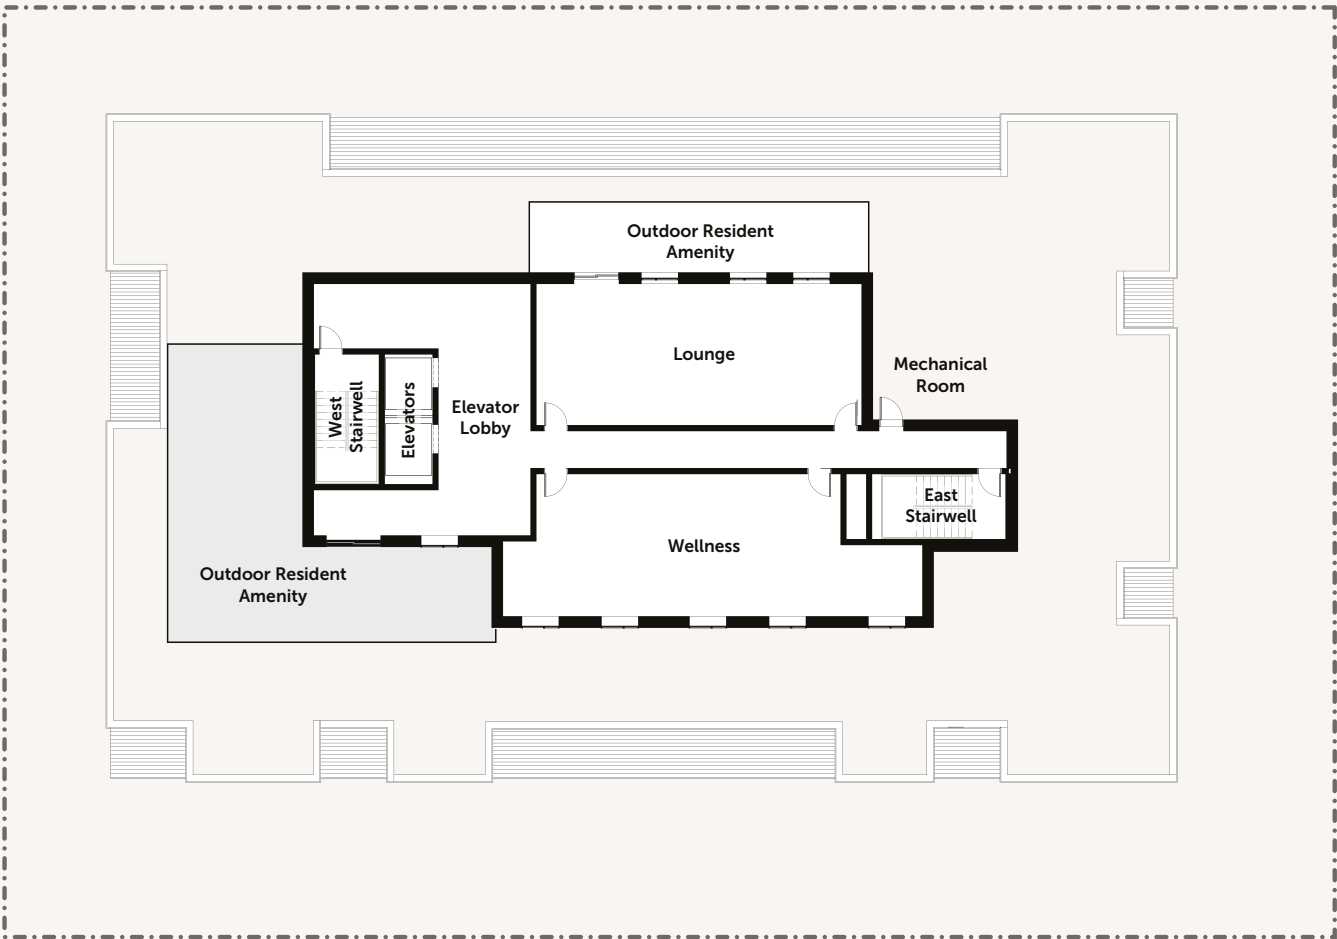 Outdoor Resident
Amenity
Lounge
Mechanical
Room
West
Stairwell
Elevators
Elevator
Lobby
East
Stairwell
Wellness
Outdoor Resident
Amenity